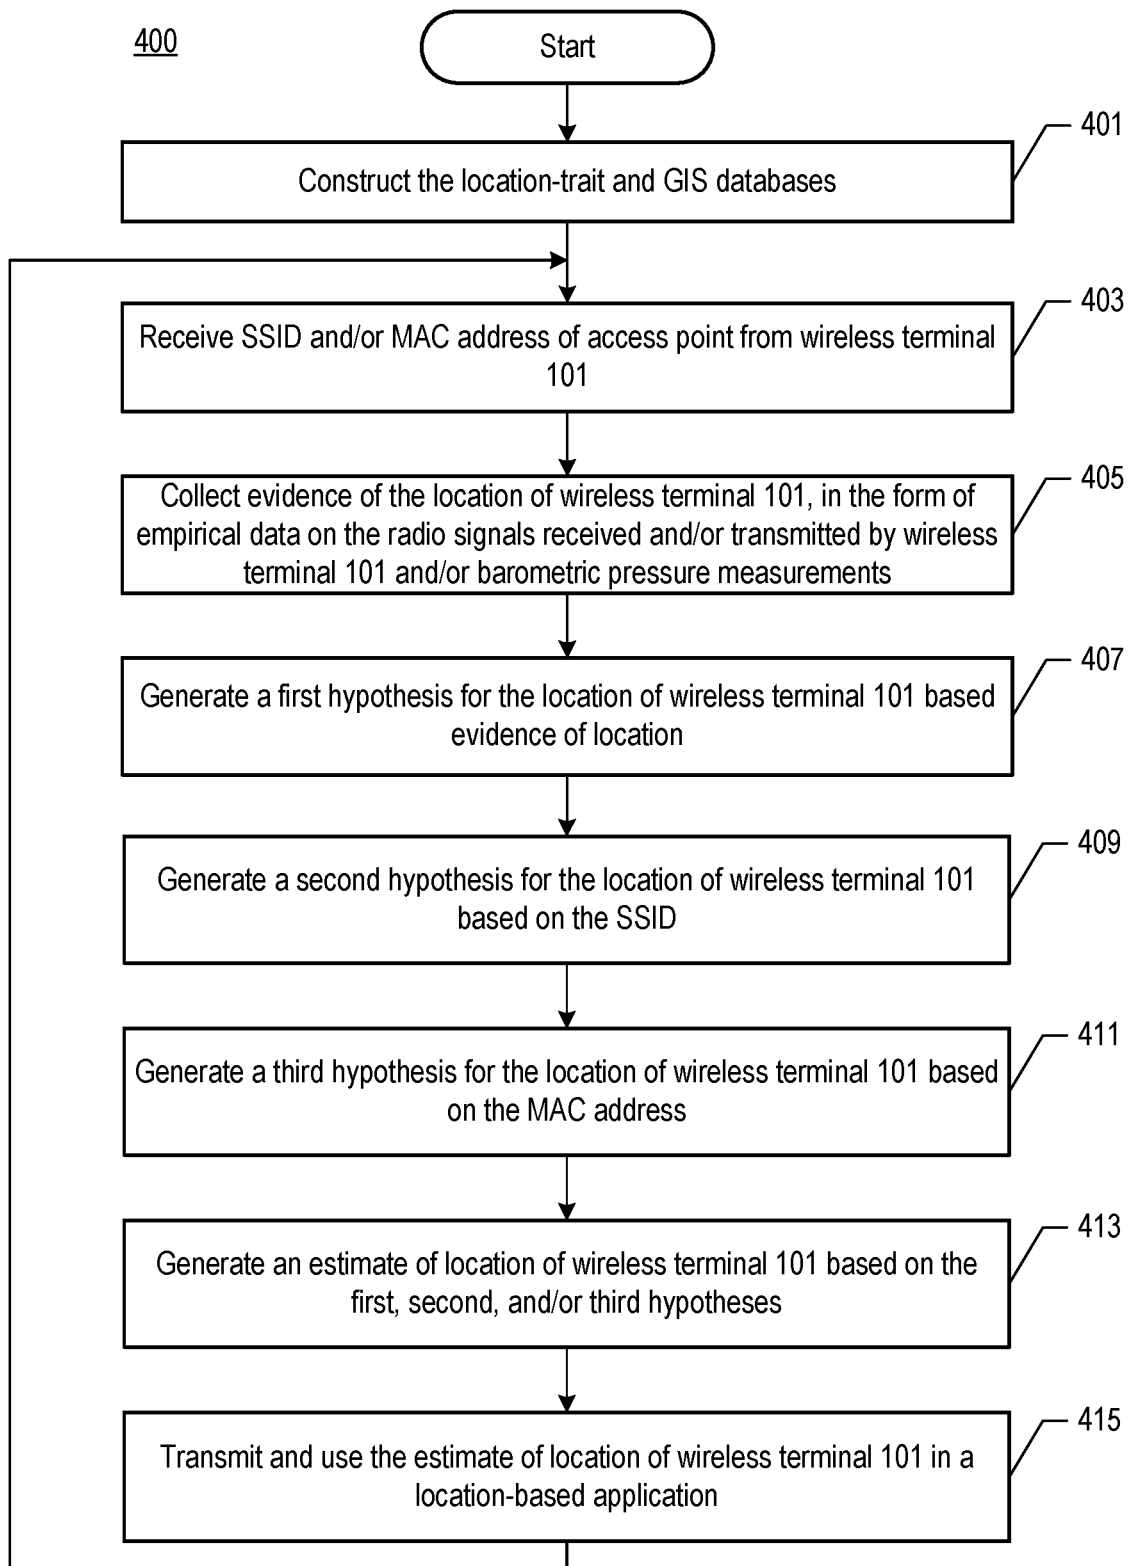 400
Start
401
Construct the location-trait and GIS databases
403
Receive SSID and/or MAC address of access point from wireless terminal
101
405
Collect evidence of the location of wireless terminal 101, in the form of
empirical data on the radio signals received and/or transmitted by wireless
terminal 101 and/or barometric pressure measurements
407
Generate a first hypothesis for the location of wireless terminal 101 based
evidence of location
409
Generate a second hypothesis for the location of wireless terminal 101
based on the SSID
411
Generate a third hypothesis for the location of wireless terminal 101 based
on the MAC address
413
Generate an estimate of location of wireless terminal 101 based on the
first, second, and/or third hypotheses
415
Transmit and use the estimate of location of wireless terminal 101 in a
location-based application